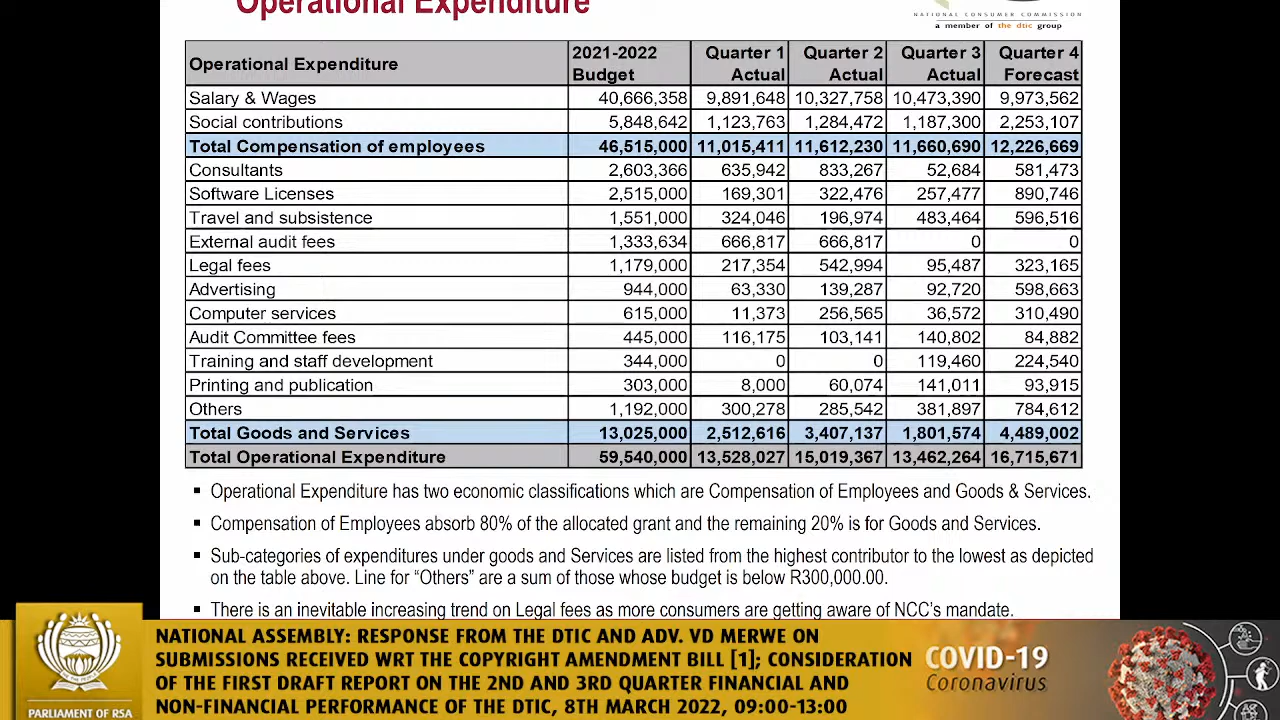 Operational Expenditure
NATIONAL CONSUMER COMMISSION
a member of the dtic group
Operational Expenditure 2021-2022 Budget Quarter 1 Actual Quarter 2 Actual Quarter 3 Actual Quarter 4 Forecast
Salary & Wages 40,666,358 9,891,648 10,327,758 10,473,390 9,973,562
Social contributions 5,848,642 1,123,763 1,284,472 1,187,300 2,253,107
Total Compensation of employees 46,515,000 11,015,411 11,612,230 11,660,690 12,226,669
Consultants 2,603,366 635,942 833,267 52,684 581,473
Software Licenses 2,515,000 169,301 322,476 257,477 890,746
Travel and subsistence 1,551,000 324,046 196,974 483,464 596,516
External audit fees 1,333,634 666,817 666,817 0 0
Legal fees 1,179,000 217,354 542,994 95,487 323,165
Advertising 944,000 63,330 139,287 92,720 598,663
Computer services 615,000 11,373 256,565 36,572 310,490
Audit Committee fees 445,000 116,175 103,141 140,802 84,882
Training and staff development 344,000 0 0 119,460 224,540
Printing and publication 303,000 8,000 60,074 141,011 93,915
Others 1,192,000 300,278 285,542 381,897 784,612
Total Goods and Services 13,025,000 2,512,616 3,407,137 1,801,574 4,489,002
Total Operational Expenditure 59,540,000 13,528,027 15,019,367 13,462,264 16,715,671
▪ Operational Expenditure has two economic classifications which are Compensation of Employees and Goods & Services.
▪ Compensation of Employees absorb 80% of the allocated grant and the remaining 20% is for Goods and Services.
▪ Sub-categories of expenditures under goods and Services are listed from the highest contributor to the lowest as depicted
on the table above. Line for “Others” are a sum of those whose budget is below R300,000.00.
▪ There is an inevitable increasing trend on Legal fees as more consumers are getting aware of NCC’s mandate.
NATIONAL ASSEMBLY: RESPONSE FROM THE DTIC AND ADV. VD MERWE ON
SUBMISSIONS RECEIVED WRT THE COPYRIGHT AMENDMENT BILL [1]; CONSIDERATION
OF THE FIRST DRAFT REPORT ON THE 2ND AND 3RD QUARTER FINANCIAL AND
NON-FINANCIAL PERFORMANCE OF THE DTIC, 8TH MARCH 2022, 09:00-13:00
PARLIAMENT OF RSA
COVID-19
Coronavirus